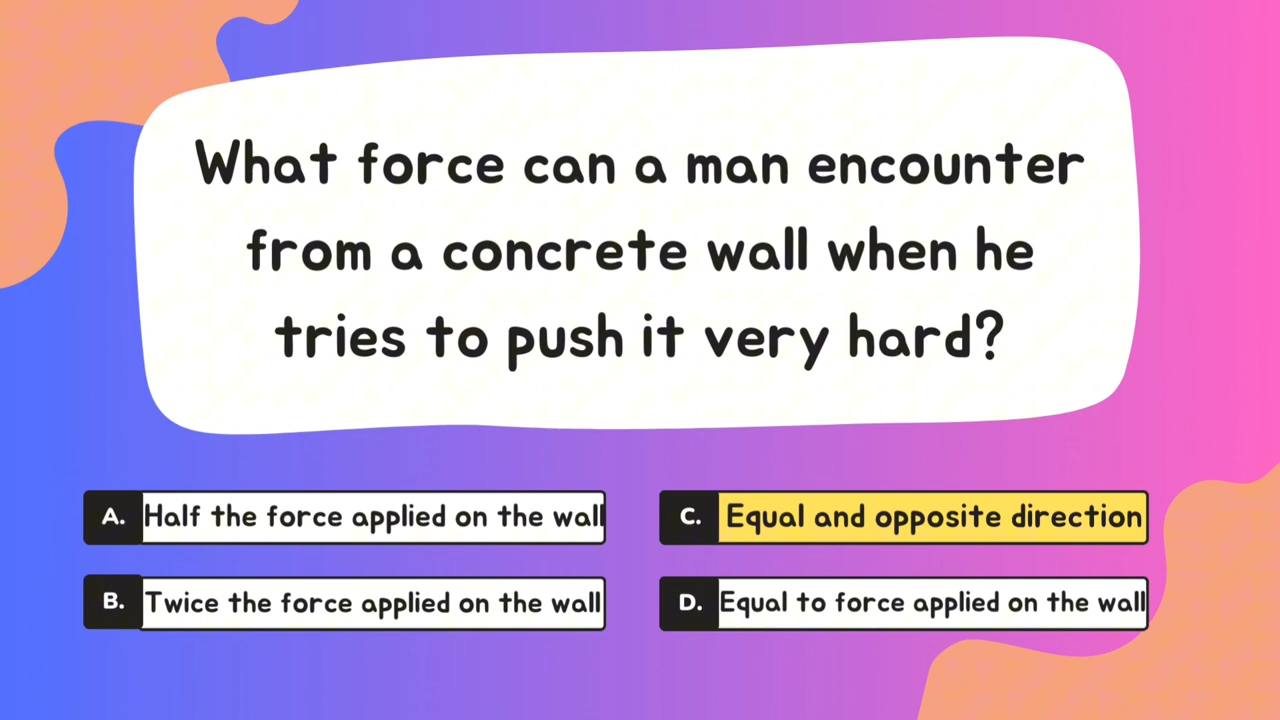 What force can a man encounter
from a concrete wall when he
tries to push it very hard?
A. Half the force applied on the wall
B. Twice the force applied on the wall
C. Equal and opposite direction
D. Equal to force applied on the wall